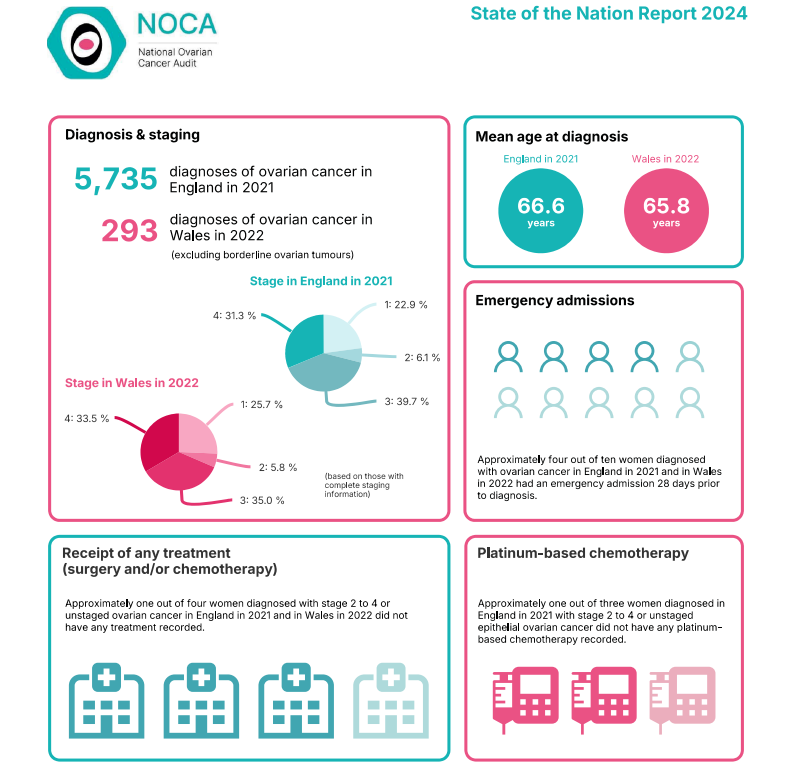 NOCA
National Ovarian
Cancer Audit
State of the Nation Report 2024
Diagnosis & staging
5,735
diagnoses of ovarian cancer in
England in 2021
293
diagnoses of ovarian cancer in
Wales in 2022
(excluding borderline ovarian tumours)
Stage in England in 2021
1: 22.9 %
4: 31.3 %
2: 6.1 %
3: 39.7 %
Stage in Wales in 2022
1: 25.7 %
4: 33.5 %
2: 5.8 %
3: 35.0 %
(based on those with
complete staging
information)
Mean age at diagnosis
England in 2021
66.6
years
Wales in 2022
65.8
years
Emergency admissions
Approximately four out of ten women diagnosed
with ovarian cancer in England in 2021 and in Wales
in 2022 had an emergency admission 28 days prior
to diagnosis.
Receipt of any treatment
(surgery and/or chemotherapy)
Approximately one out of four women diagnosed with stage 2 to 4 or
unstaged ovarian cancer in England in 2021 and in Wales in 2022 did not
have any treatment recorded.
Platinum-based chemotherapy
Approximately one out of three women diagnosed in
England in 2021 with stage 2 to 4 or unstaged
epithelial ovarian cancer did not have any platinum-
based chemotherapy recorded.